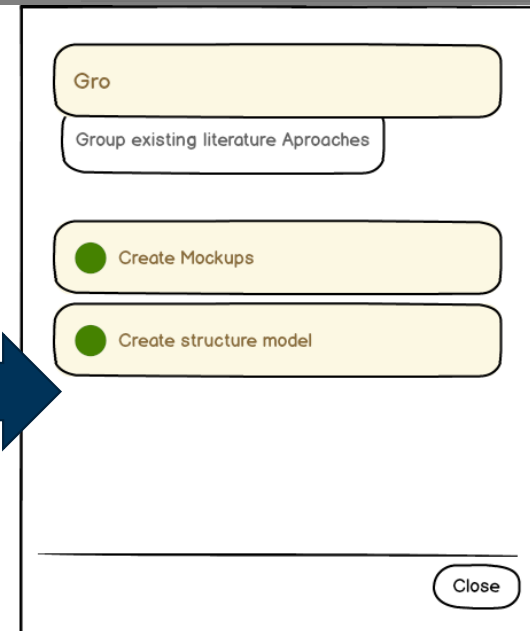 Gro
Group existing literature Aproaches
Create Mockups
Create structure model
Close